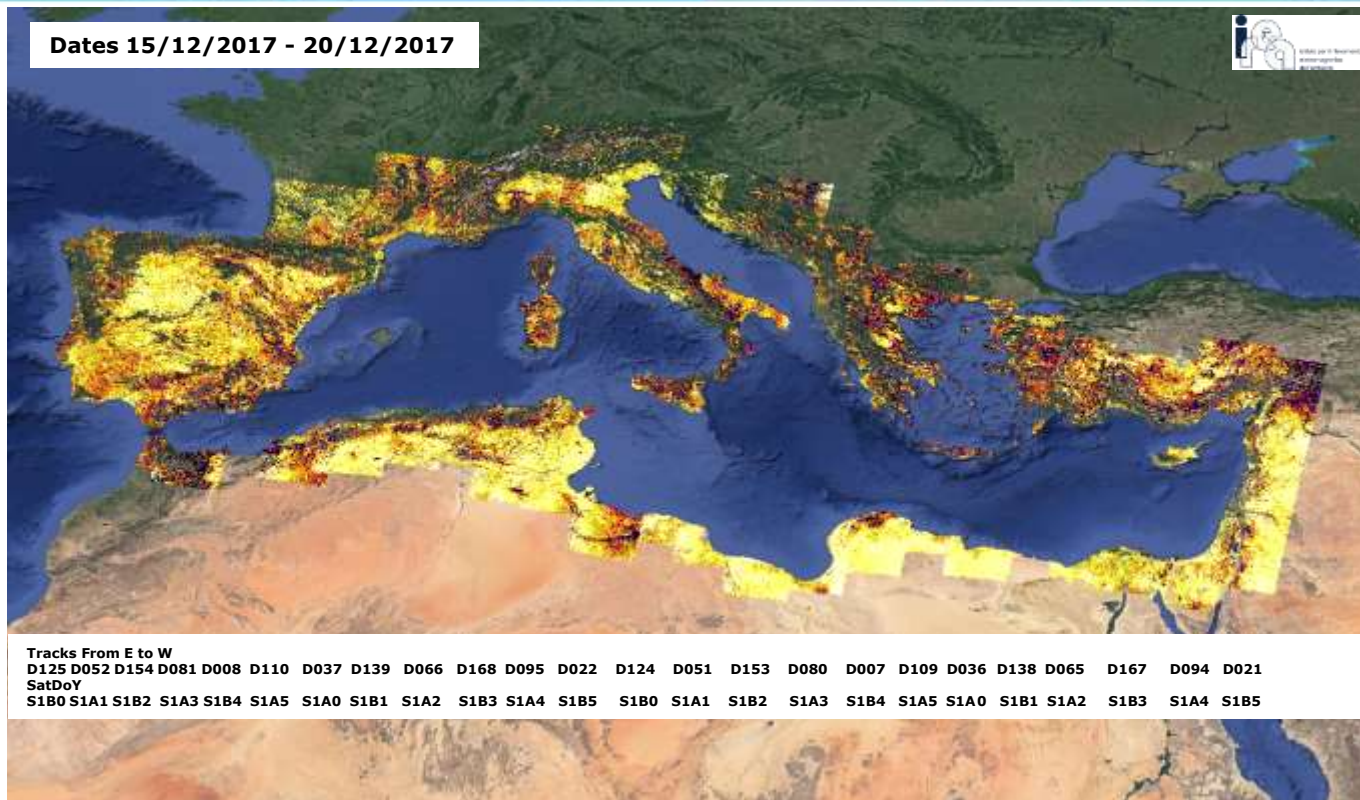 Dates 15/12/2017 - 20/12/2017
Tracks From E to W
D125 D052 D154 D081 D008 D110 D037 D139 D066 D168 D095 D022 D124 D051 D153 D080 D007 D109 D036 D138 D065 D167 D094 D021
SatDoY
S1B0 S1A1 S1B2 S1A3 S1B4 S1A5 S1A0 S1B1 S1A2 S1B3 S1A4 S1B5 S1B0 S1A1 S1B2 S1A3 S1B4 S1A5 S1A0 S1B1 S1A2 S1B3 S1A4 S1B5